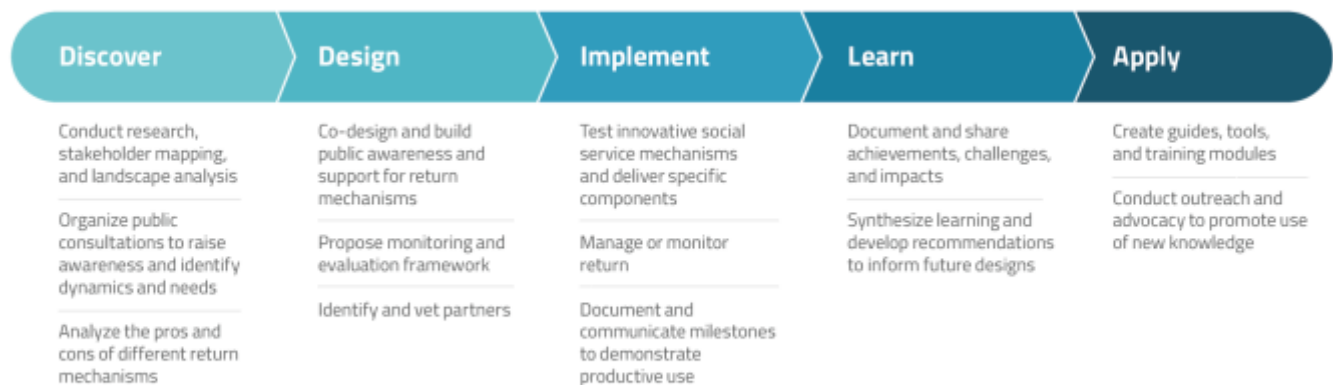 Discover
Conduct research,
stakeholder mapping,
and landscape analysis
Organize public
consultations to raise
awareness and identify
dynamics and needs
Analyze the pros and
cons of different return
mechanisms
Design
Co-design and build
public awareness and
support for return
mechanisms
Propose monitoring and
evaluation framework
Identify and vet partners
Implement
Test innovative social
service mechanisms
and deliver specific
components
Manage or monitor
return
Document and
communicate milestones
to demonstrate
productive use
Learn
Document and share
achievements, challenges,
and impacts
Synthesize learning and
develop recommendations
to inform future designs
Apply
Create guides, tools,
and training modules
Conduct outreach and
advocacy to promote use
of new knowledge